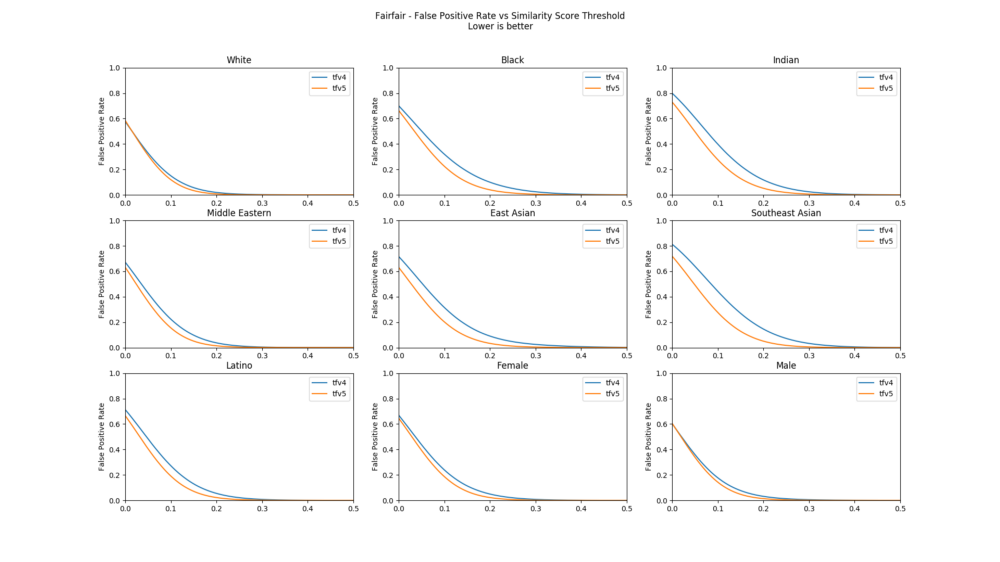 Fairfair - False Positive Rate vs Similarity Score Threshold
Lower is better
White
False Positive Rate
1.0
0.8
0.6
0.4
0.2
0.0
0.0 0.1 0.2 0.3 0.4 0.5
tfv4
tfv5
Black
False Positive Rate
1.0
0.8
0.6
0.4
0.2
0.0
0.0 0.1 0.2 0.3 0.4 0.5
tfv4
tfv5
Indian
False Positive Rate
1.0
0.8
0.6
0.4
0.2
0.0
0.0 0.1 0.2 0.3 0.4 0.5
tfv4
tfv5
Middle Eastern
False Positive Rate
1.0
0.8
0.6
0.4
0.2
0.0
0.0 0.1 0.2 0.3 0.4 0.5
tfv4
tfv5
East Asian
False Positive Rate
1.0
0.8
0.6
0.4
0.2
0.0
0.0 0.1 0.2 0.3 0.4 0.5
tfv4
tfv5
Southeast Asian
False Positive Rate
1.0
0.8
0.6
0.4
0.2
0.0
0.0 0.1 0.2 0.3 0.4 0.5
tfv4
tfv5
Latino
False Positive Rate
1.0
0.8
0.6
0.4
0.2
0.0
0.0 0.1 0.2 0.3 0.4 0.5
tfv4
tfv5
Female
False Positive Rate
1.0
0.8
0.6
0.4
0.2
0.0
0.0 0.1 0.2 0.3 0.4 0.5
tfv4
tfv5
Male
False Positive Rate
1.0
0.8
0.6
0.4
0.2
0.0
0.0 0.1 0.2 0.3 0.4 0.5
tfv4
tfv5